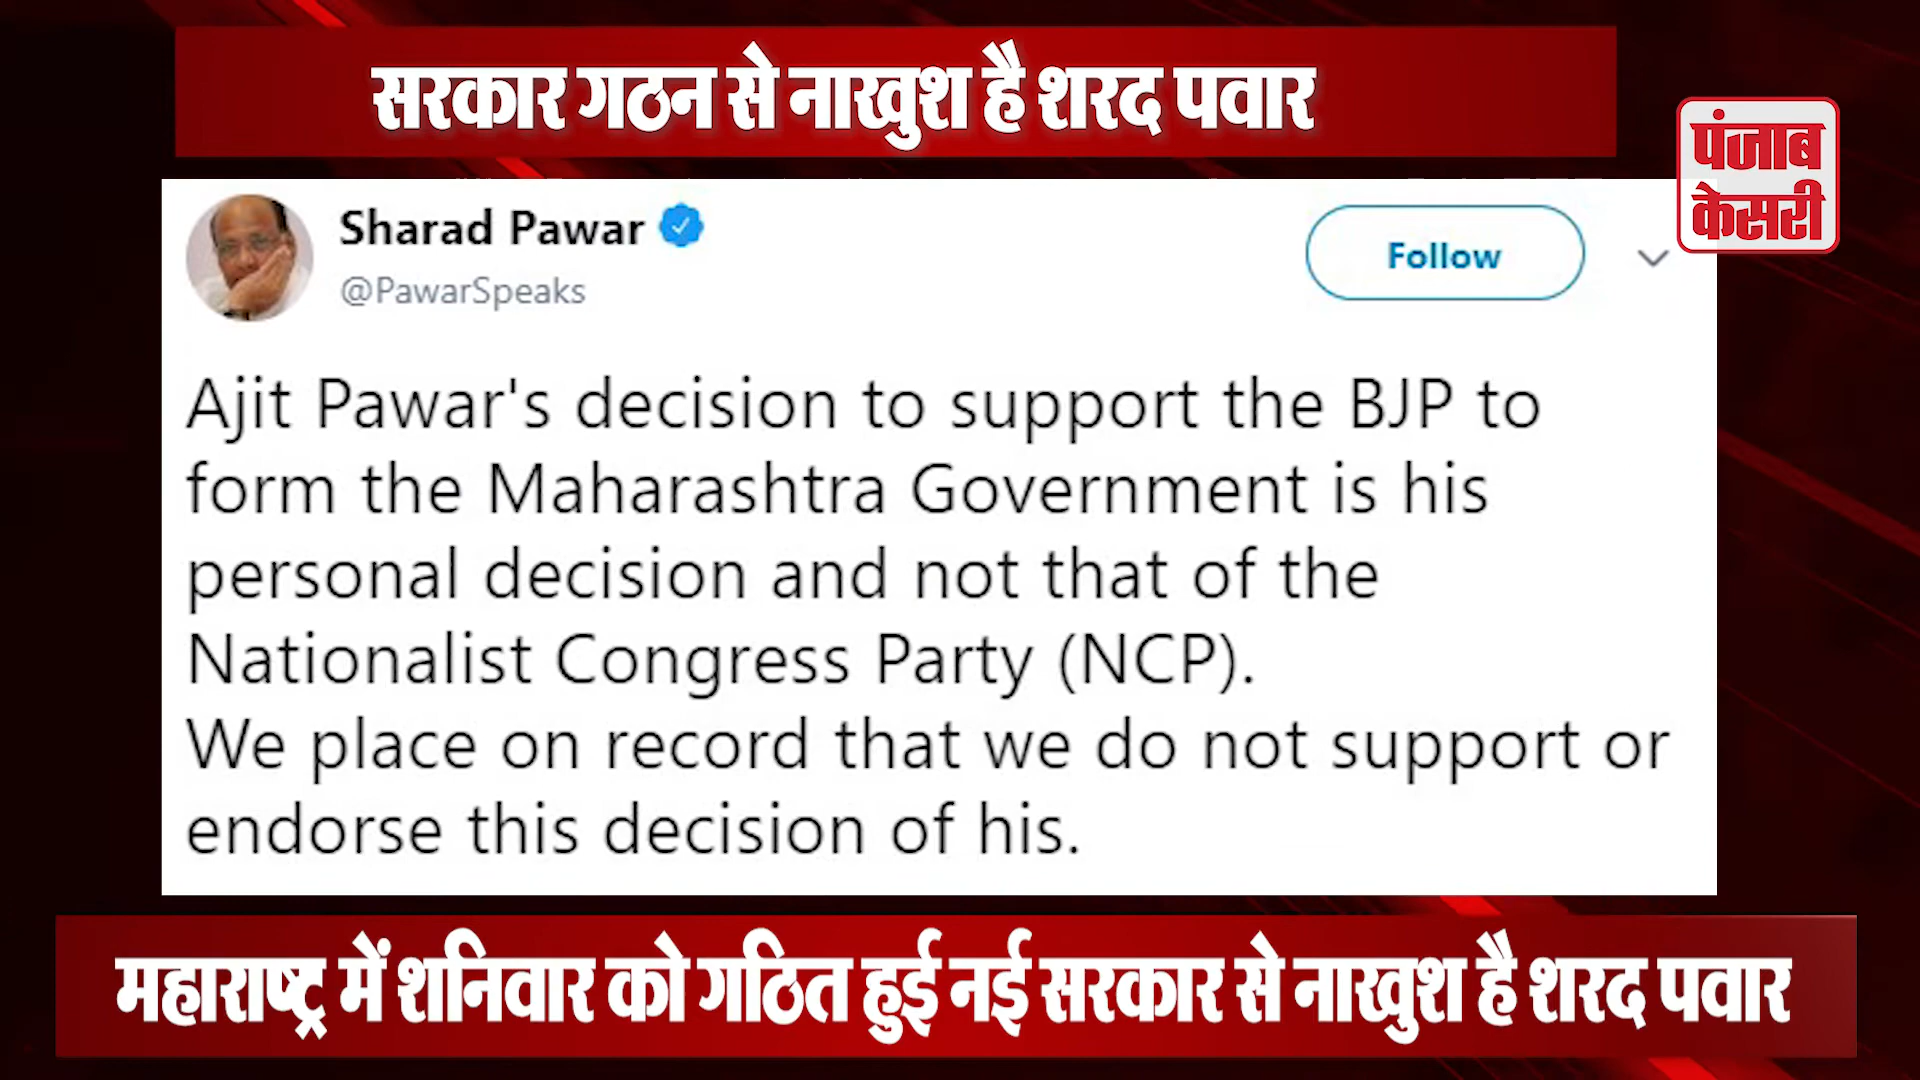 सरकार गठन से नाखुश है शरद पवार
पंजाब
केसरी
Sharad Pawar
@PawarSpeaks
Follow
Ajit Pawar's decision to support the BJP to
form the Maharashtra Government is his
personal decision and not that of the
Nationalist Congress Party (NCP).
We place on record that we do not support or
endorse this decision of his.
महाराष्ट्र में शनिवार को गठित हुई नई सरकार से नाखुश है शरद पवार